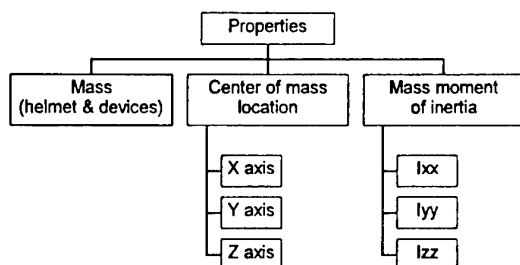 Properties
Mass
(helmet & devices)
Center of mass
location
Mass moment
of inertia
X axis
Y axis
Z axis
Ixx
Iyy
Izz